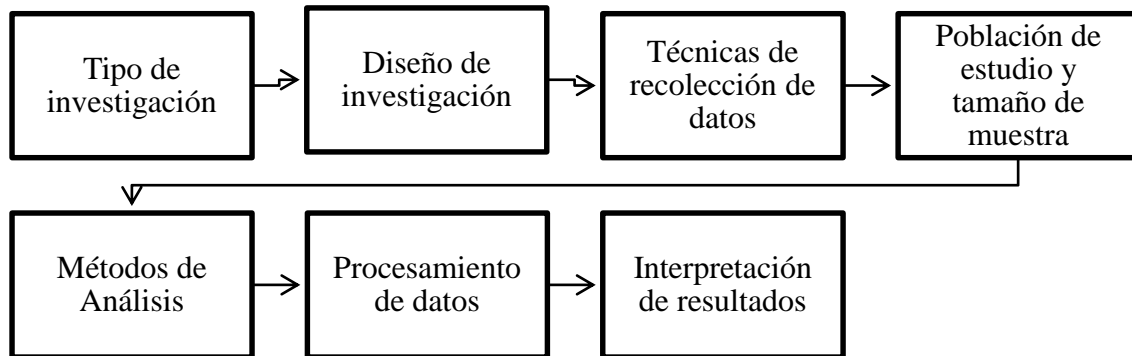 Tipo de
investigación
Diseño de
investigación
Técnicas de
recolección de
datos
Población de
estudio y
tamaño de
muestra
Métodos de
Análisis
Procesamiento
de datos
Interpretación
de resultados